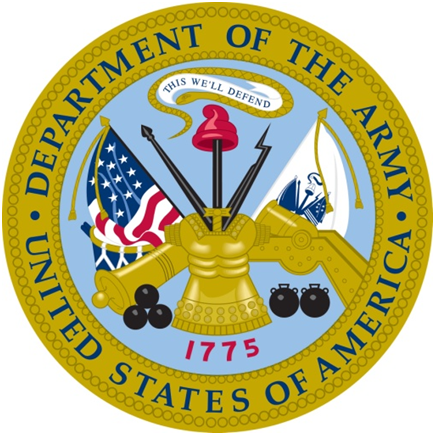 DEPARTMENT OF THE ARMY
THIS WE'LL DEFEND
1775
UNITED STATES OF AMERICA